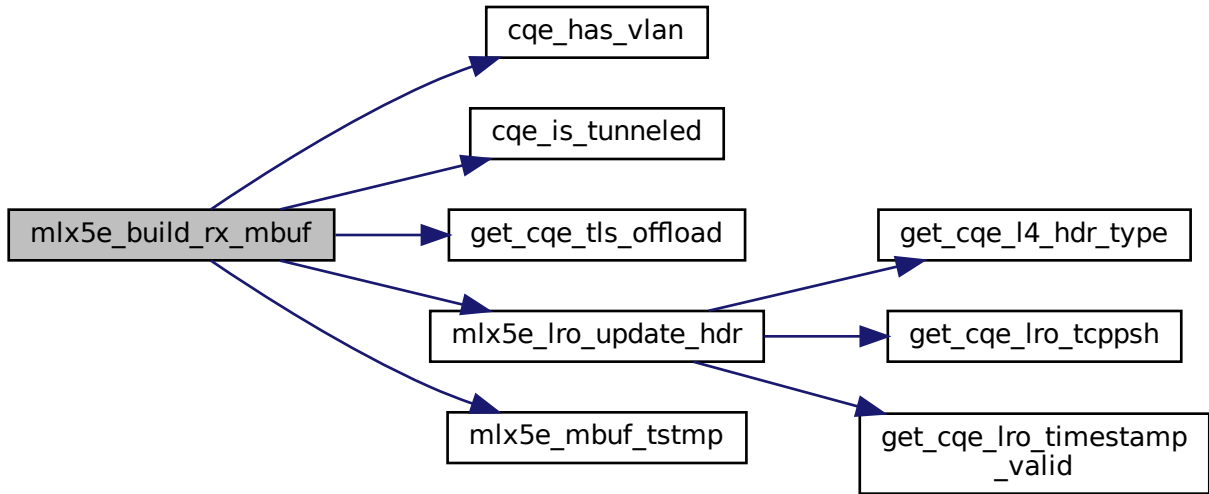 cqe_has_vlan
cqe_is_tunneled
mlx5e_build_rx_mbuf
get_cqe_tls_offload
get_cqe_l4_hdr_type
mlx5e_lro_update_hdr
get_cqe_lro_tcppsh
mlx5e_mbuf_tstmp
get_cqe_lro_timestamp
_valid